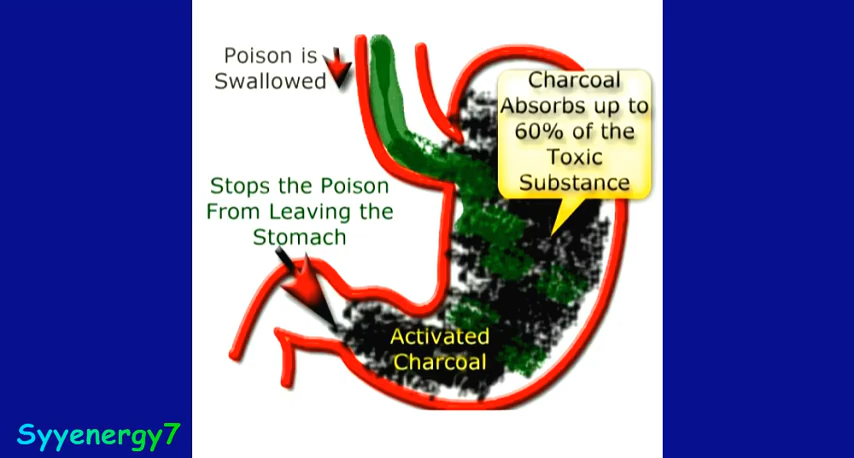 Poison is
Swallowed
Charcoal
Absorbs up to
60% of the
Toxic
Substance
Stops the Poison
From Leaving the
Stomach
Activated
Charcoal
Syyenergy7